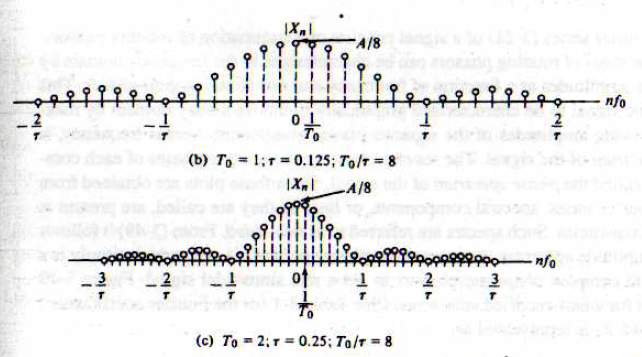 |Xn|
A/8
nf0
-2/τ -1/τ 0 1/T0 1/τ 2/τ
(b) T0 = 1; τ = 0.125; T0/τ = 8
|Xn|
A/8
nf0
-3/τ -2/τ -1/τ 0 1/T0 1/τ 2/τ 3/τ
(c) T0 = 2; τ = 0.25; T0/τ = 8